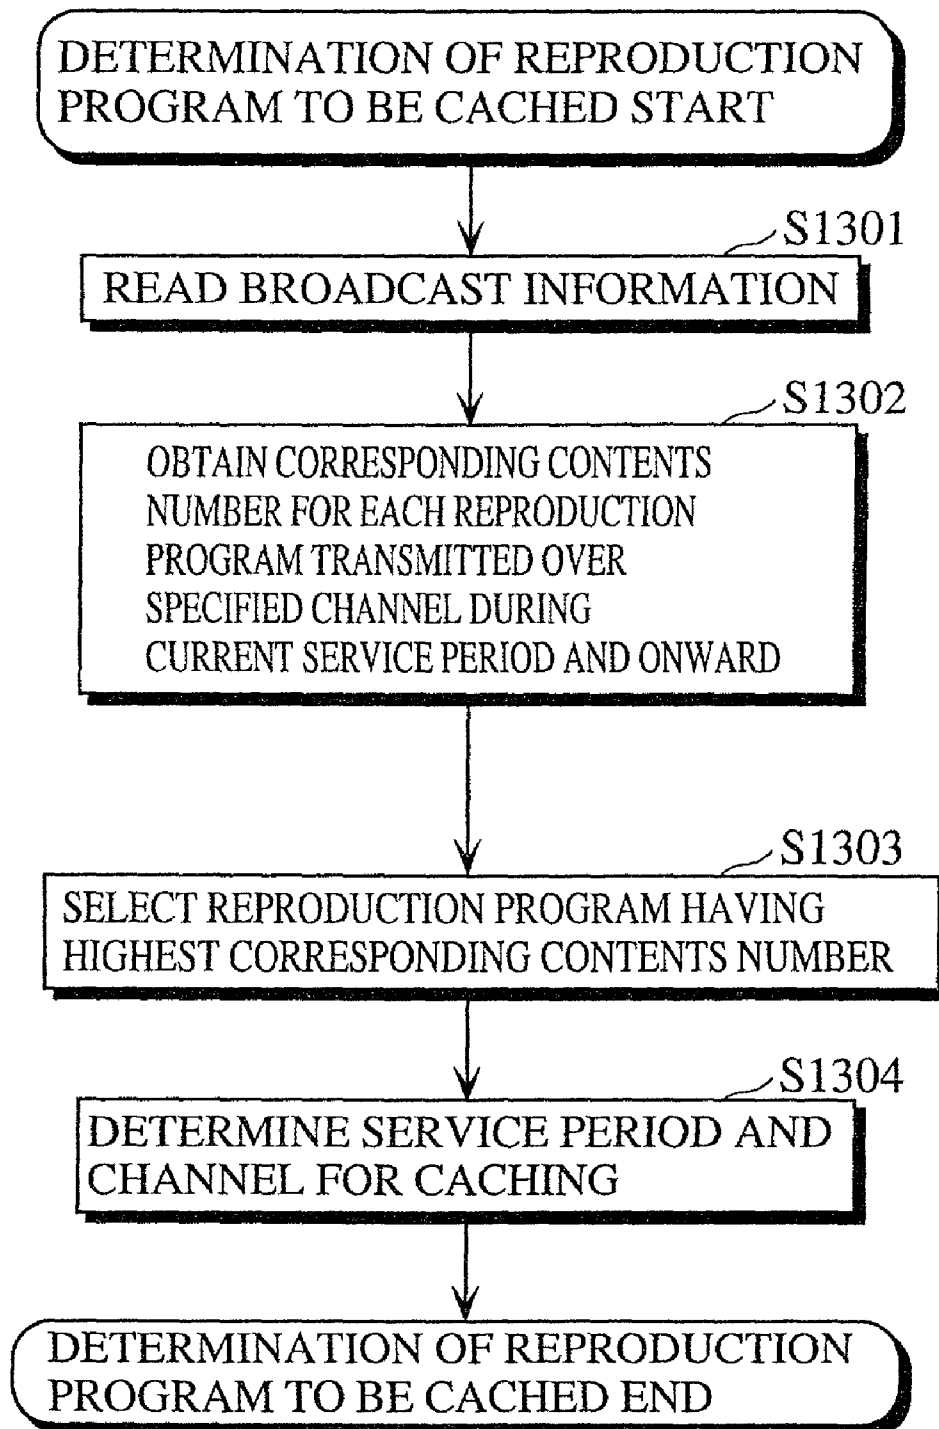 DETERMINATION OF REPRODUCTION
PROGRAM TO BE CACHED START
S1301
READ BROADCAST INFORMATION
S1302
OBTAIN CORRESPONDING CONTENTS
NUMBER FOR EACH REPRODUCTION
PROGRAM TRANSMITTED OVER
SPECIFIED CHANNEL DURING
CURRENT SERVICE PERIOD AND ONWARD
S1303
SELECT REPRODUCTION PROGRAM HAVING
HIGHEST CORRESPONDING CONTENTS NUMBER
S1304
DETERMINE SERVICE PERIOD AND
CHANNEL FOR CACHING
DETERMINATION OF REPRODUCTION
PROGRAM TO BE CACHED END